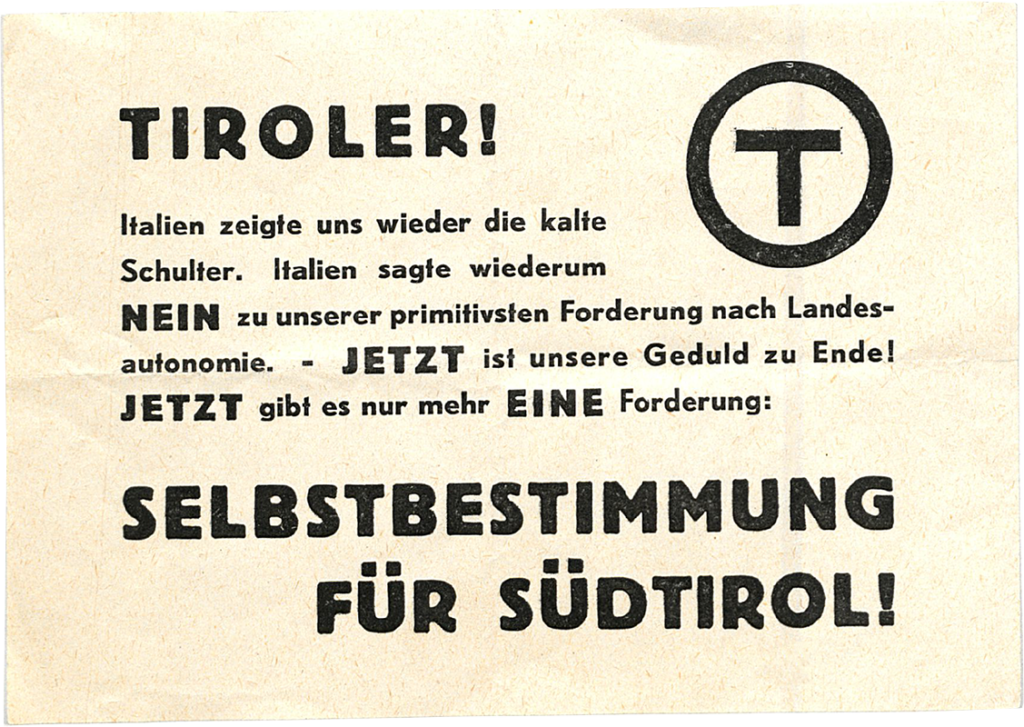 TIROLER!
T
Italien zeigte uns wieder die kalte
Schulter. Italien sagte wiederum
NEIN zu unserer primitivsten Forderung nach Landes-
autonomie. - JETZT ist unsere Geduld zu Ende!
JETZT gibt es nur mehr EINE Forderung:
SELBSTBESTIMMUNG
FÜR SÜDTIROL!